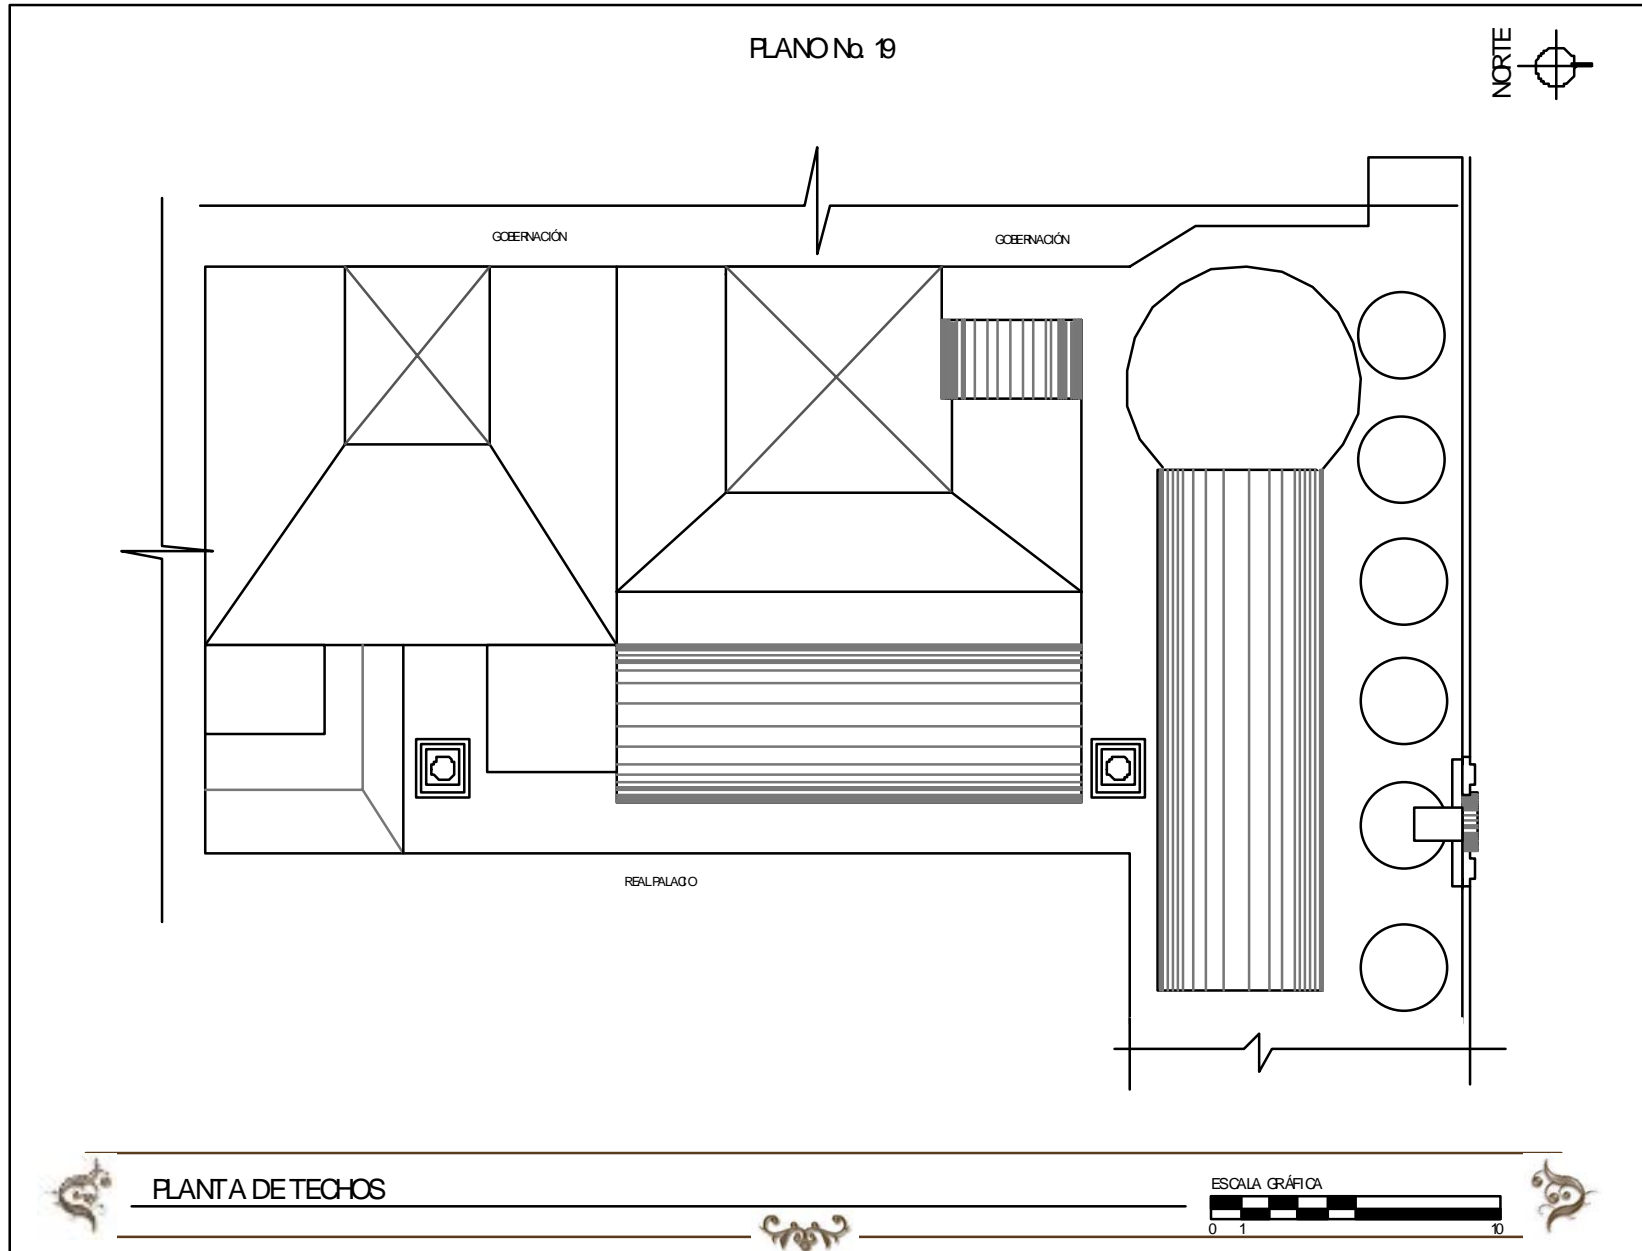 PLANO No. 19
NORTE
GOBERNACIÓN
GOBERNACIÓN
REAL PALACIO
PLANTA DE TECHOS
ESCALA GRÁFICA
0 1 10